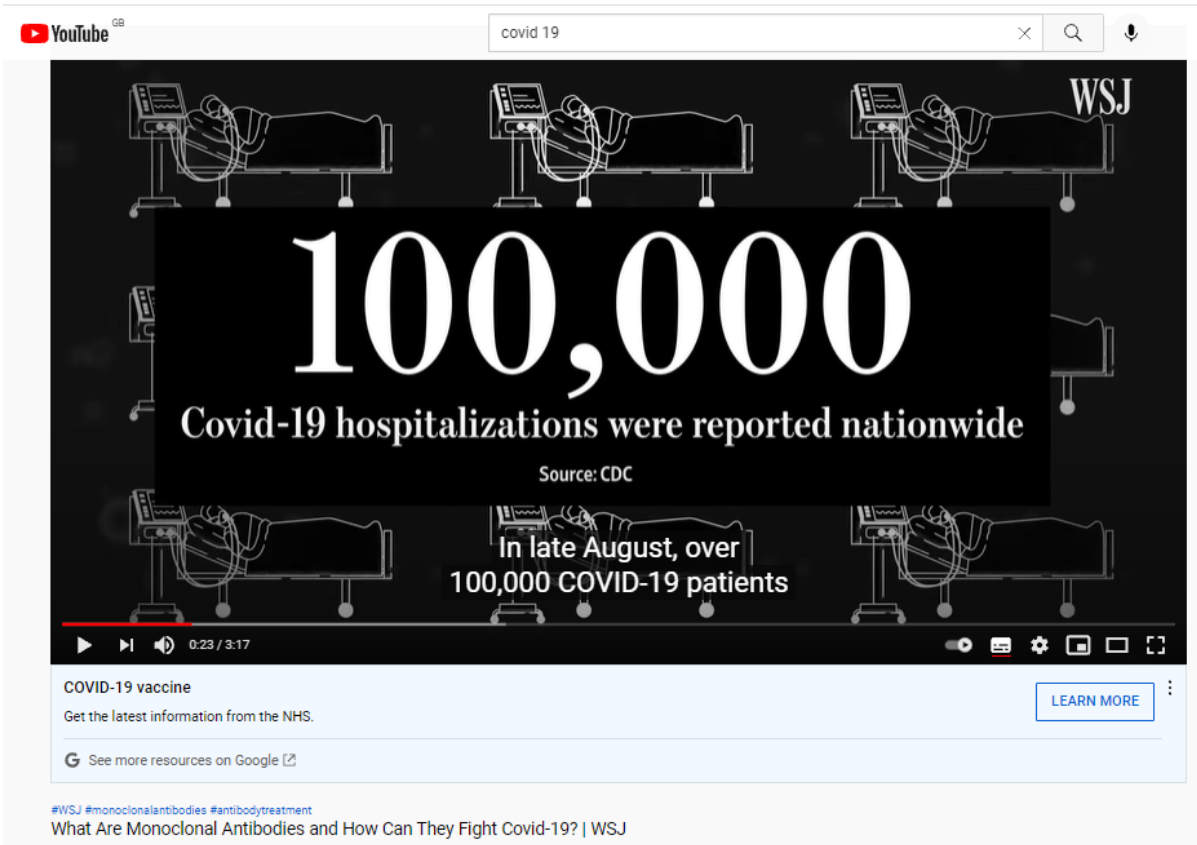 YouTube GB
covid 19
WSJ
100,000
Covid-19 hospitalizations were reported nationwide
Source: CDC
In late August, over
100,000 COVID-19 patients
0:23 / 3:17
COVID-19 vaccine
Get the latest information from the NHS.
LEARN MORE
G See more resources on Google
#WSJ #monoclonalantibodies #antibodytreatment
What Are Monoclonal Antibodies and How Can They Fight Covid-19? | WSJ